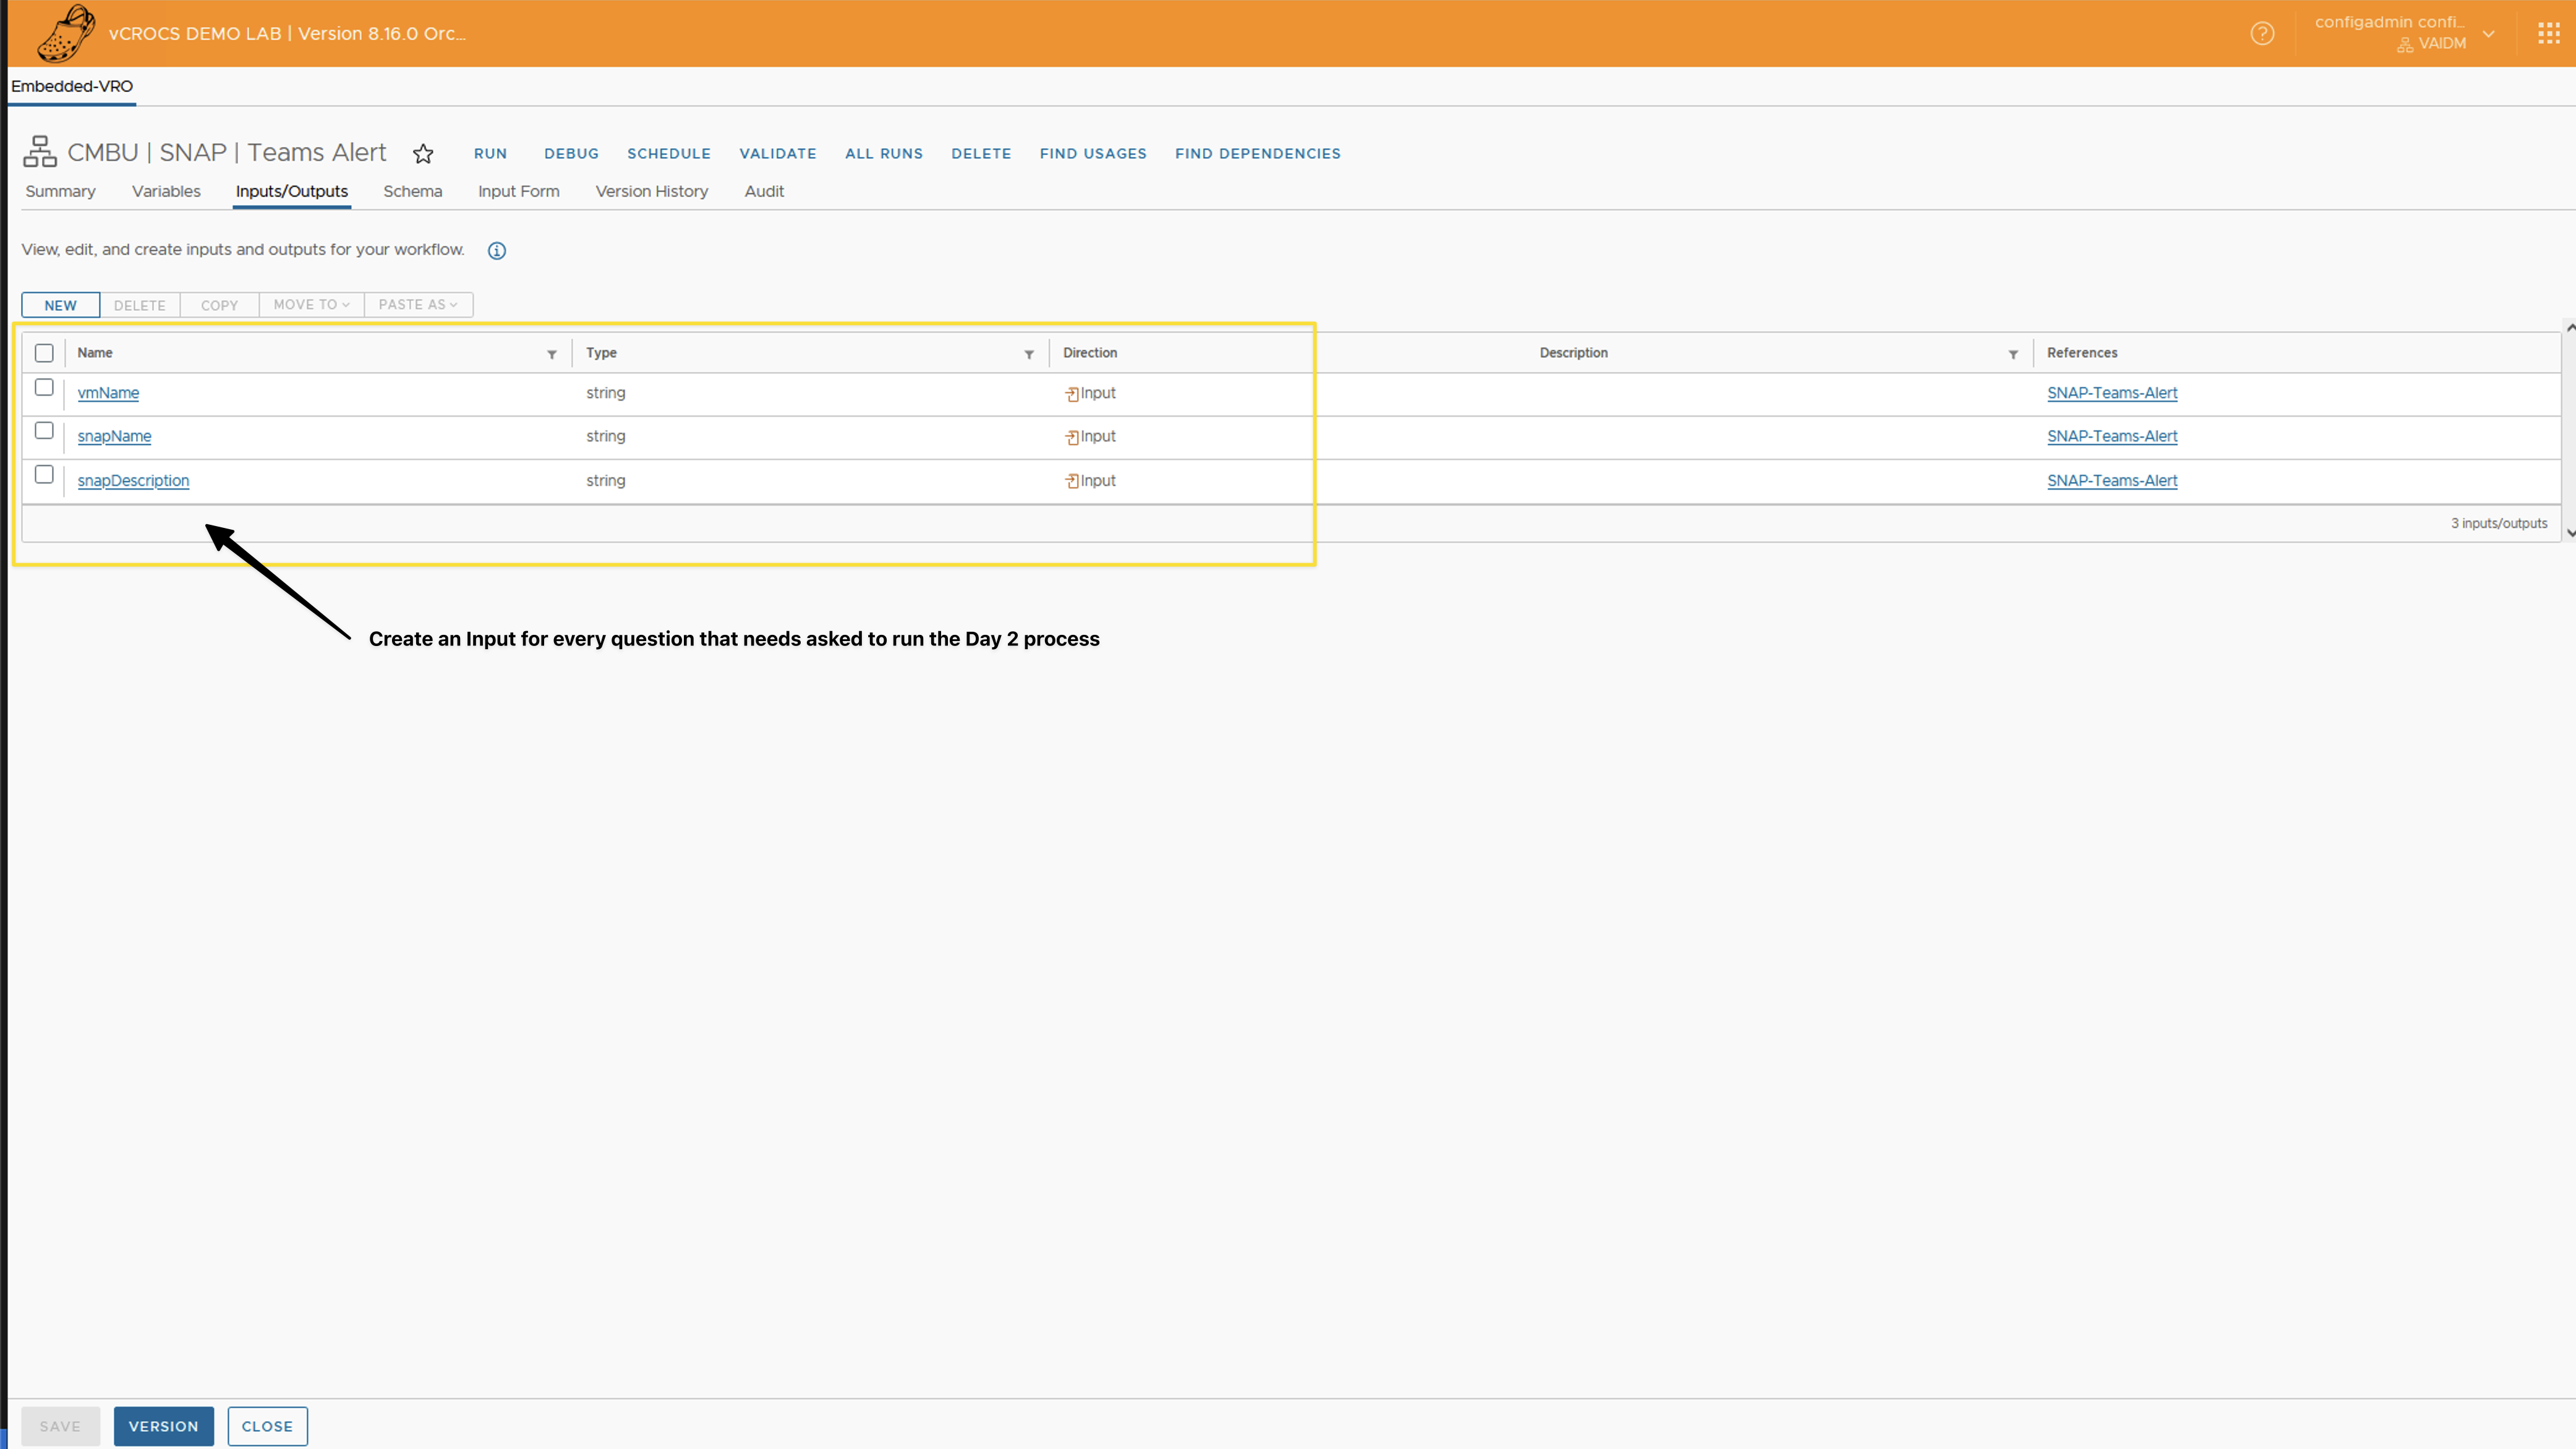 vCROCS DEMO LAB | Version 8.16.0 Orc...
configadmin confi...
VAIDM
Embedded-VRO
CMBU | SNAP | Teams Alert RUN DEBUG SCHEDULE VALIDATE ALL RUNS DELETE FIND USAGES FIND DEPENDENCIES
Summary Variables Inputs/Outputs Schema Input Form Version History Audit
View, edit, and create inputs and outputs for your workflow.
NEW DELETE COPY MOVE TO PASTE AS
Name Type Direction Description References
vmName string Input SNAP-Teams-Alert
snapName string Input SNAP-Teams-Alert
snapDescription string Input SNAP-Teams-Alert
3 inputs/outputs
Create an Input for every question that needs asked to run the Day 2 process
SAVE VERSION CLOSE